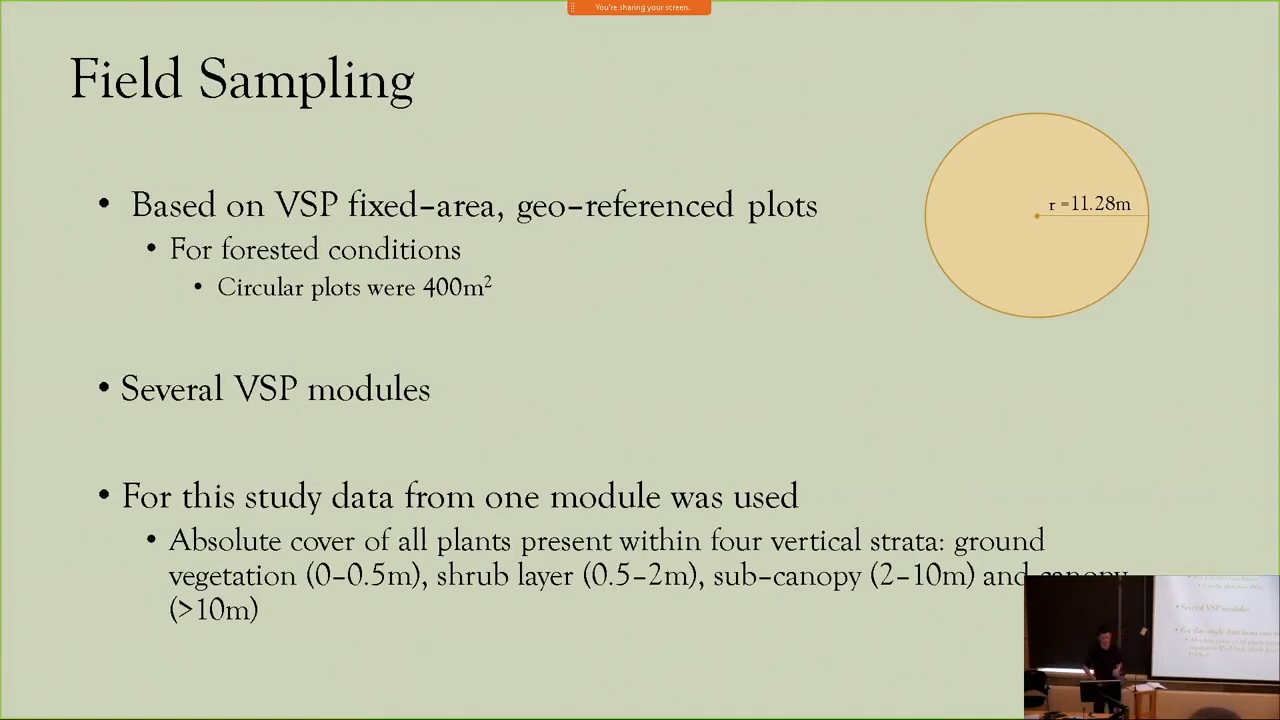 You're sharing your screen.
Field Sampling
• Based on VSP fixed-area, geo-referenced plots
• For forested conditions
• Circular plots were 400m²
r =11.28m
• Several VSP modules
• For this study data from one module was used
• Absolute cover of all plants present within four vertical strata: ground
vegetation (0-0.5m), shrub layer (0.5-2m), sub-canopy (2-10m) and canopy
(>10m)
Several VSP modules